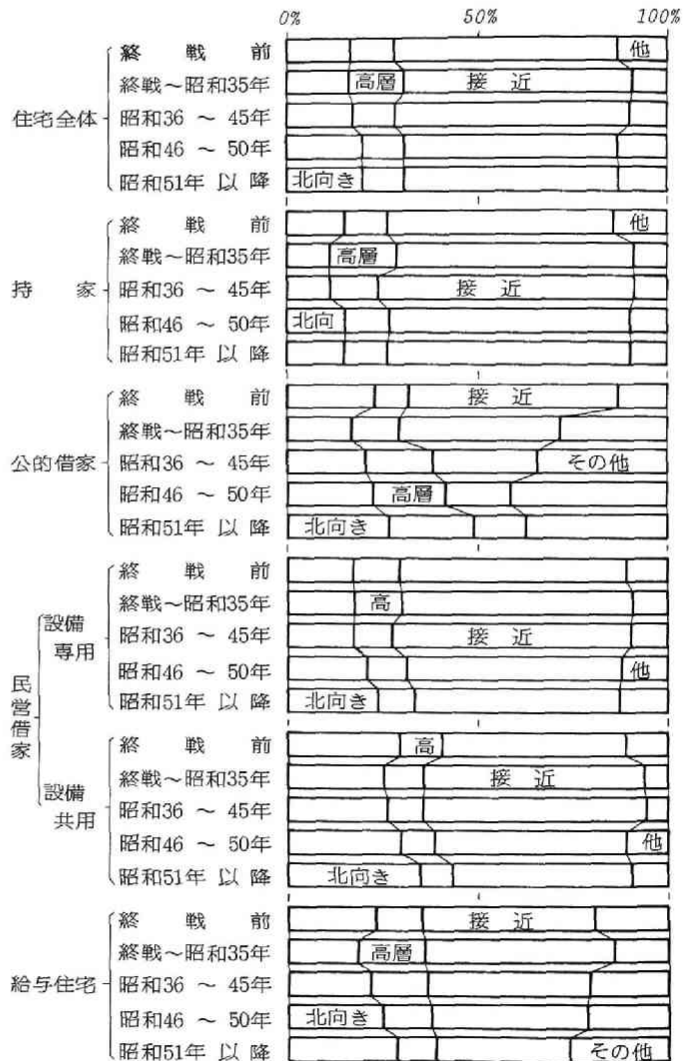 0% 50% 100%
終戦前 他
終戦～昭和35年 高層 接近
住宅全体 昭和36 ～ 45年
昭和46 ～ 50年
昭和51年 以 降 北向き
終戦前 他
終戦～昭和35年 高層
持家 昭和36 ～ 45年 接近
昭和46 ～ 50年 北向
昭和51年 以 降
終戦前 接近
終戦～昭和35年
公的借家 昭和36 ～ 45年 その他
昭和46 ～ 50年 高層
昭和51年 以 降 北向き
民営借家
設備専用
終戦前
終戦～昭和35年 高
昭和36 ～ 45年 接近
昭和46 ～ 50年 他
昭和51年 以 降 北向き
設備共用
終戦前 高
終戦～昭和35年 接近
昭和36 ～ 45年
昭和46 ～ 50年 他
昭和51年 以 降 北向き
終戦前 接近
終戦～昭和35年 高層
給与住宅 昭和36 ～ 45年
昭和46 ～ 50年 北向き
昭和51年 以 降 その他